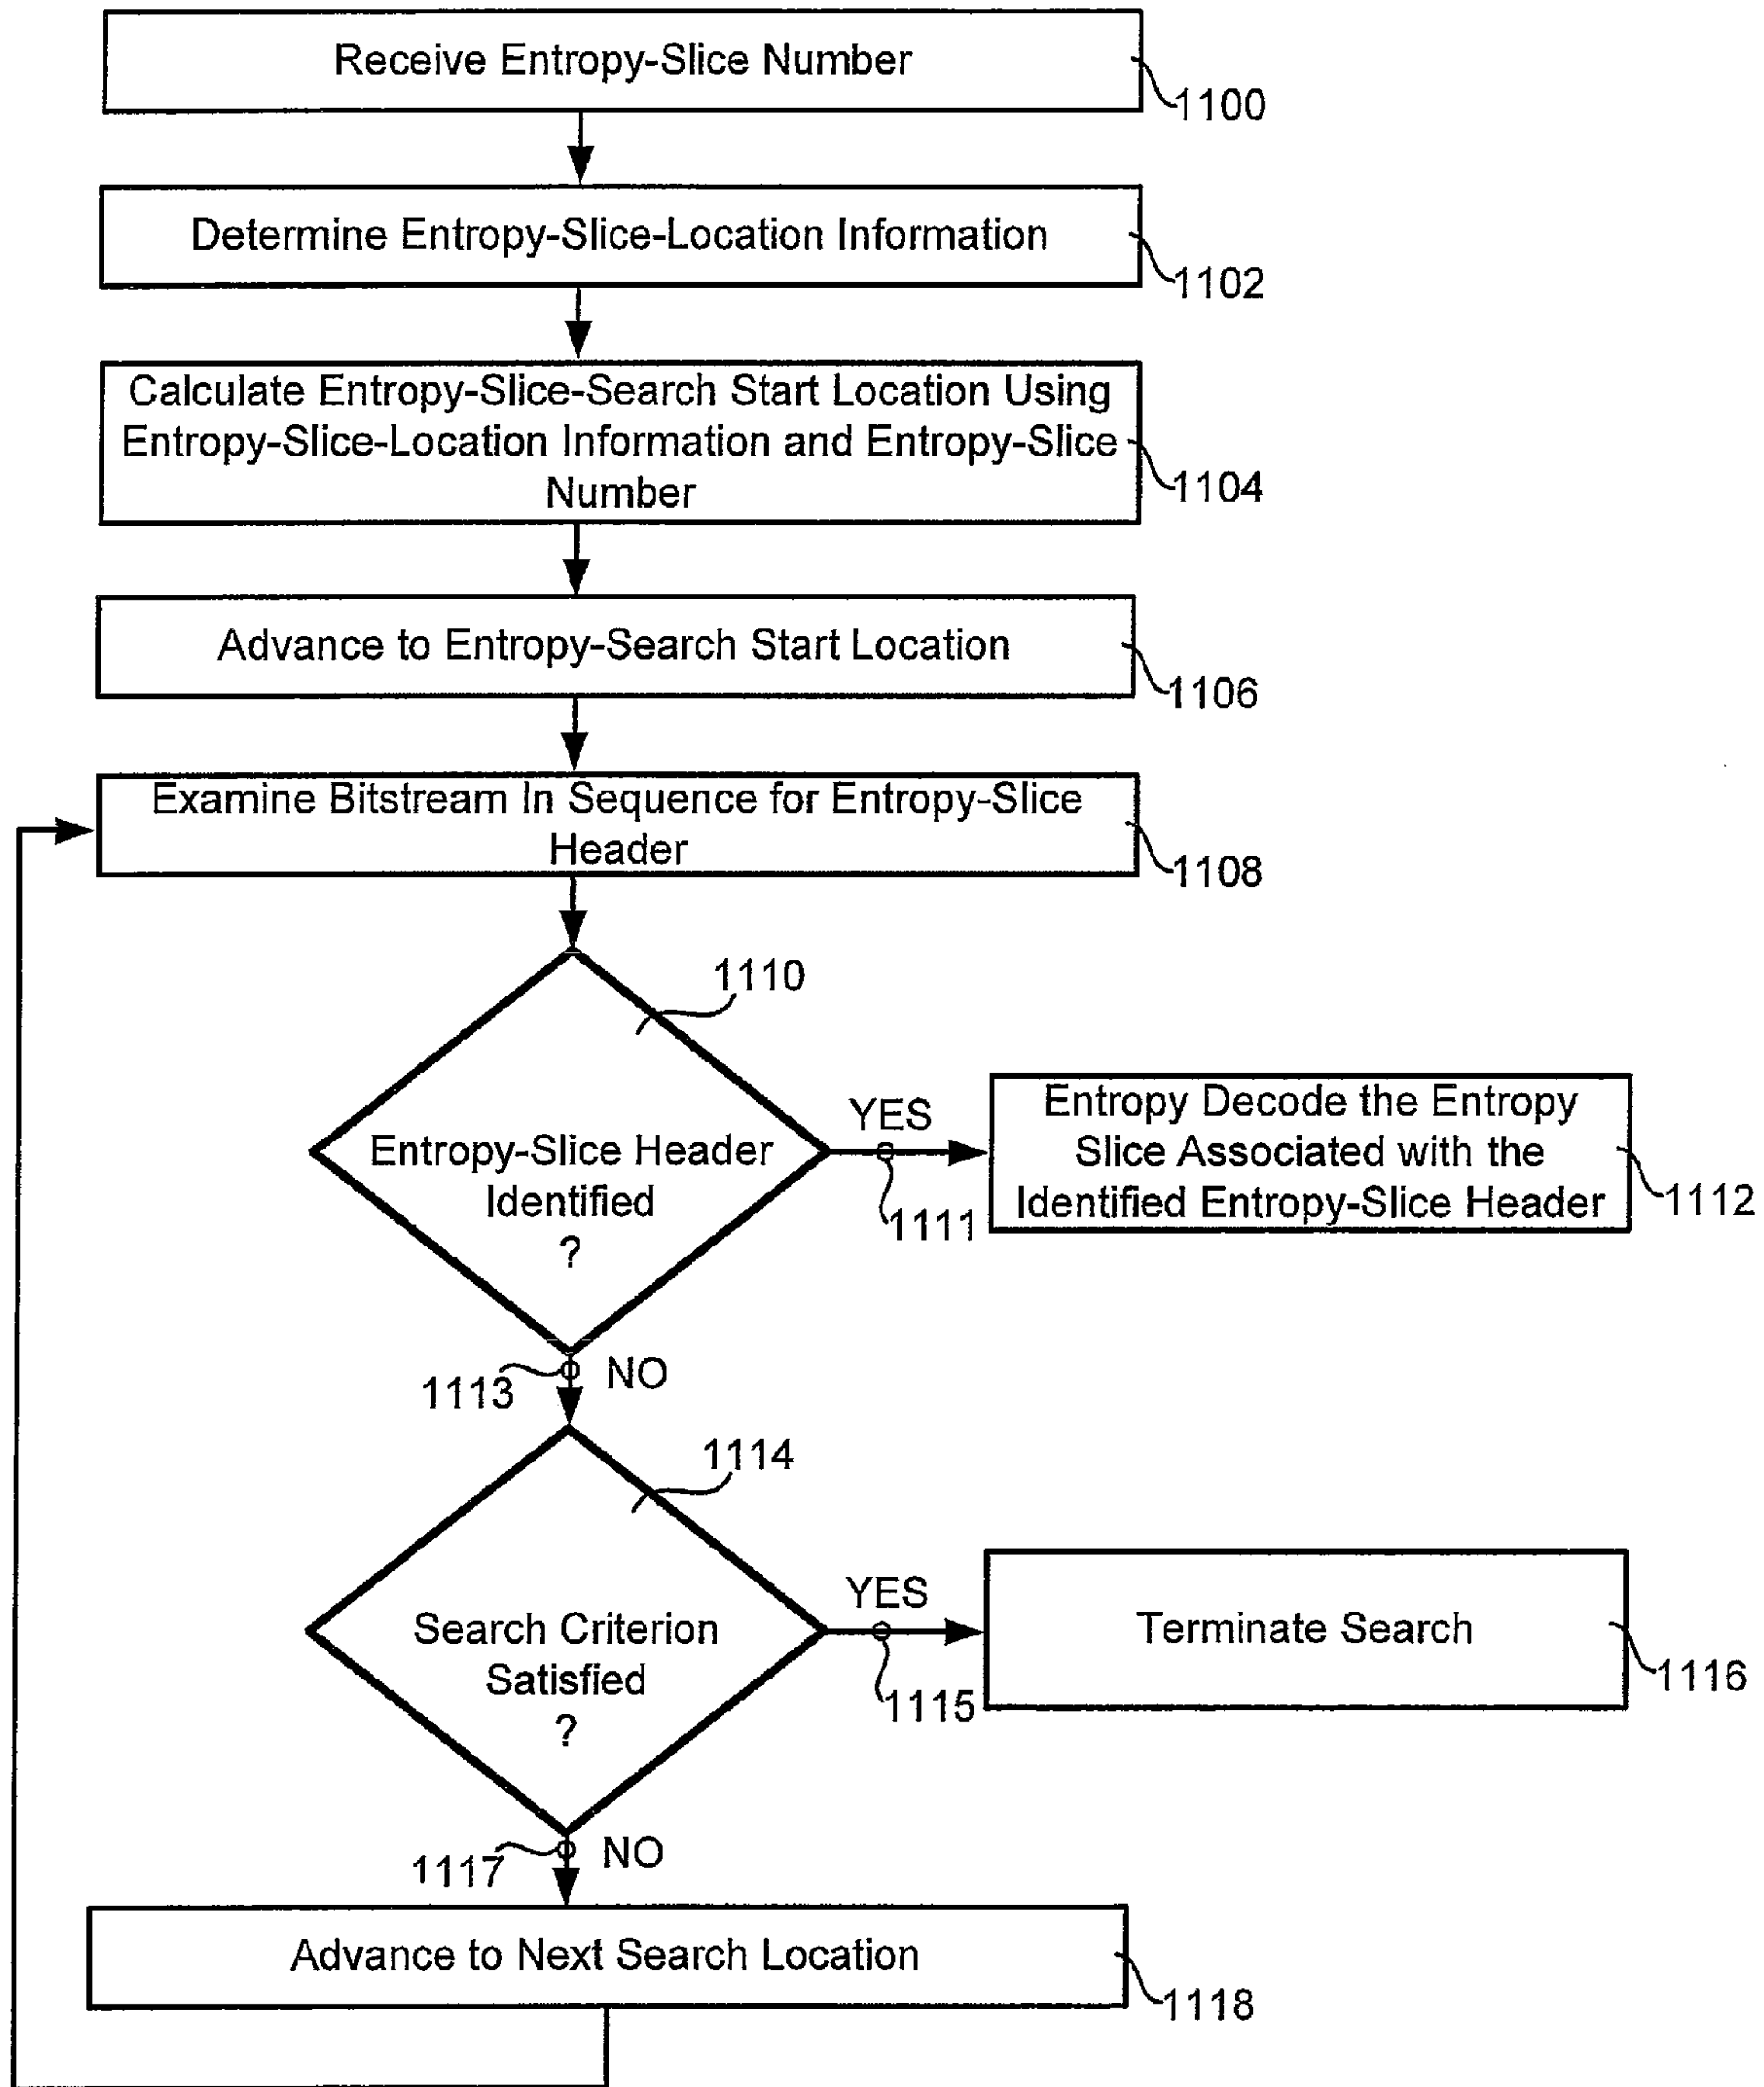 Receive Entropy-Slice Number
1100
Determine Entropy-Slice-Location Information
1102
Calculate Entropy-Slice-Search Start Location Using
Entropy-Slice-Location Information and Entropy-Slice
Number
1104
Advance to Entropy-Search Start Location
1106
Examine Bitstream In Sequence for Entropy-Slice
Header
1108
1110
Entropy-Slice Header
Identified
?
YES
1111
Entropy Decode the Entropy
Slice Associated with the
Identified Entropy-Slice Header
1112
1113
NO
1114
Search Criterion
Satisfied
?
YES
1115
Terminate Search
1116
1117
NO
Advance to Next Search Location
1118